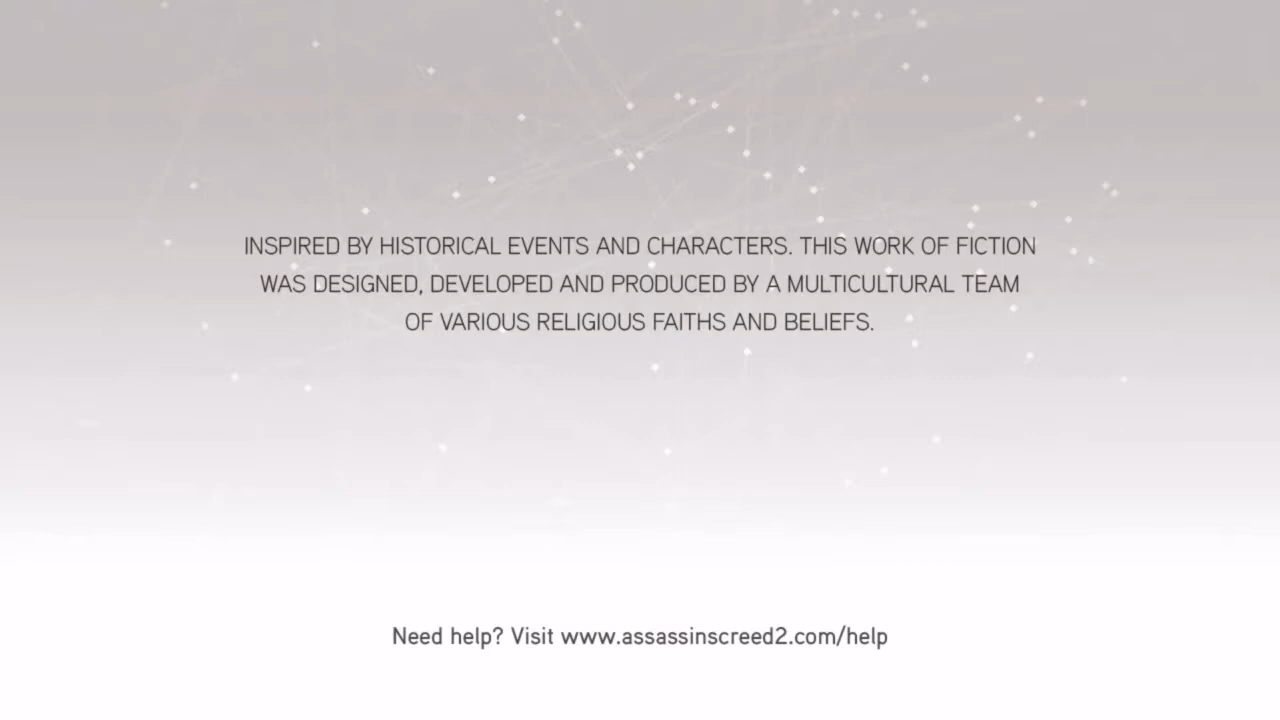 INSPIRED BY HISTORICAL EVENTS AND CHARACTERS. THIS WORK OF FICTION
WAS DESIGNED, DEVELOPED AND PRODUCED BY A MULTICULTURAL TEAM
OF VARIOUS RELIGIOUS FAITHS AND BELIEFS.
Need help? Visit www.assassinscreed2.com/help